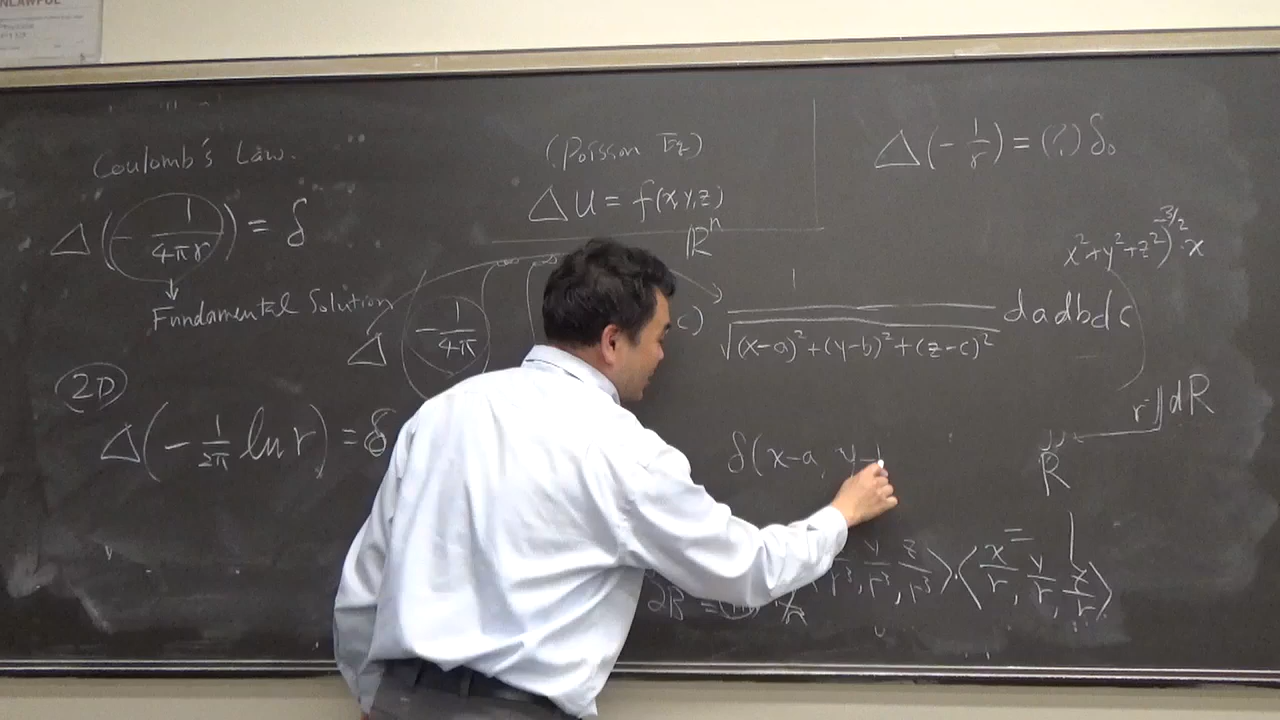 NLAWFUL
Coulomb's Law.
Δ(-1/4πr) = δ
Fundamental Solution
2D
Δ(-1/2π ln r) = δ
(Poisson Eq)
Δu = f(x,y,z)
ℝⁿ
Δ (-1/4π) c) 1/√((x-a)²+(y-b)²+(z-c)²) dadbdc
δ(x-a, y-
Δ(-1/r) = (?) δ₀
x²+y²+z²)^(-3/2)·x
r dR
R
y/r³, z/r³⟩·⟨x/r, y/r, z/r⟩